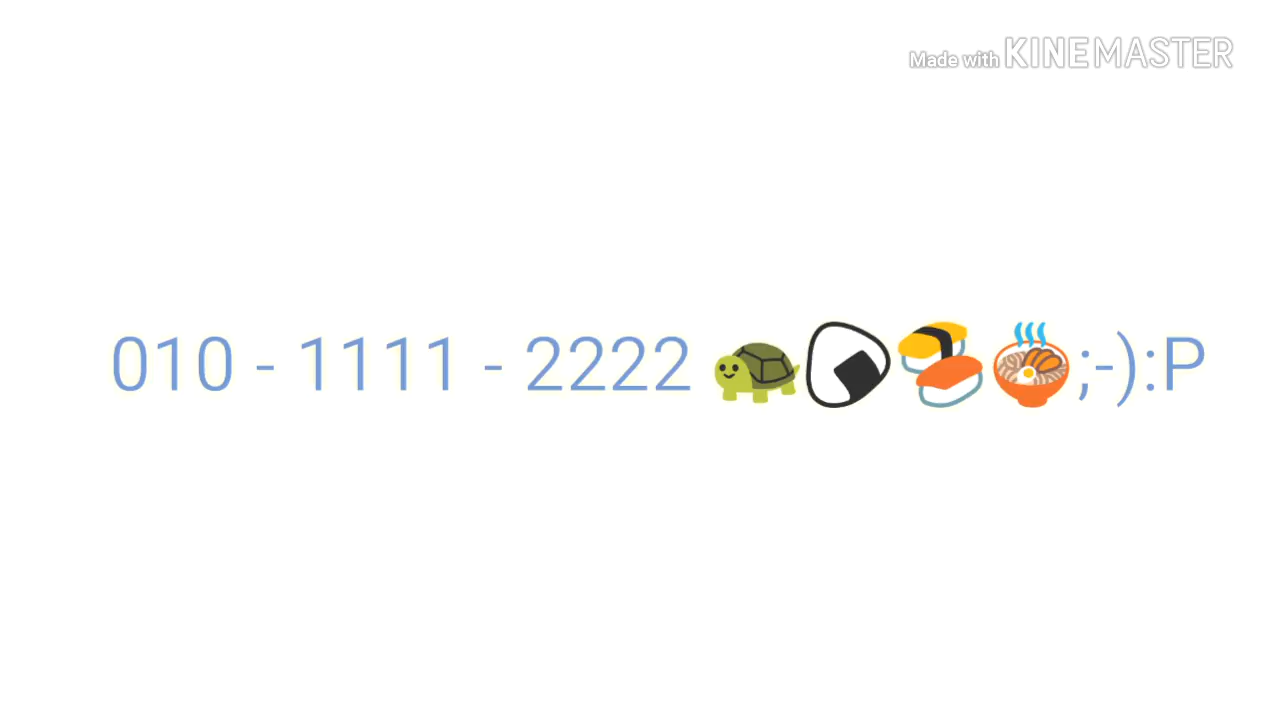 Made with KINEMASTER
010 - 1111 - 2222 🐢🍙🍣🍜;-):P